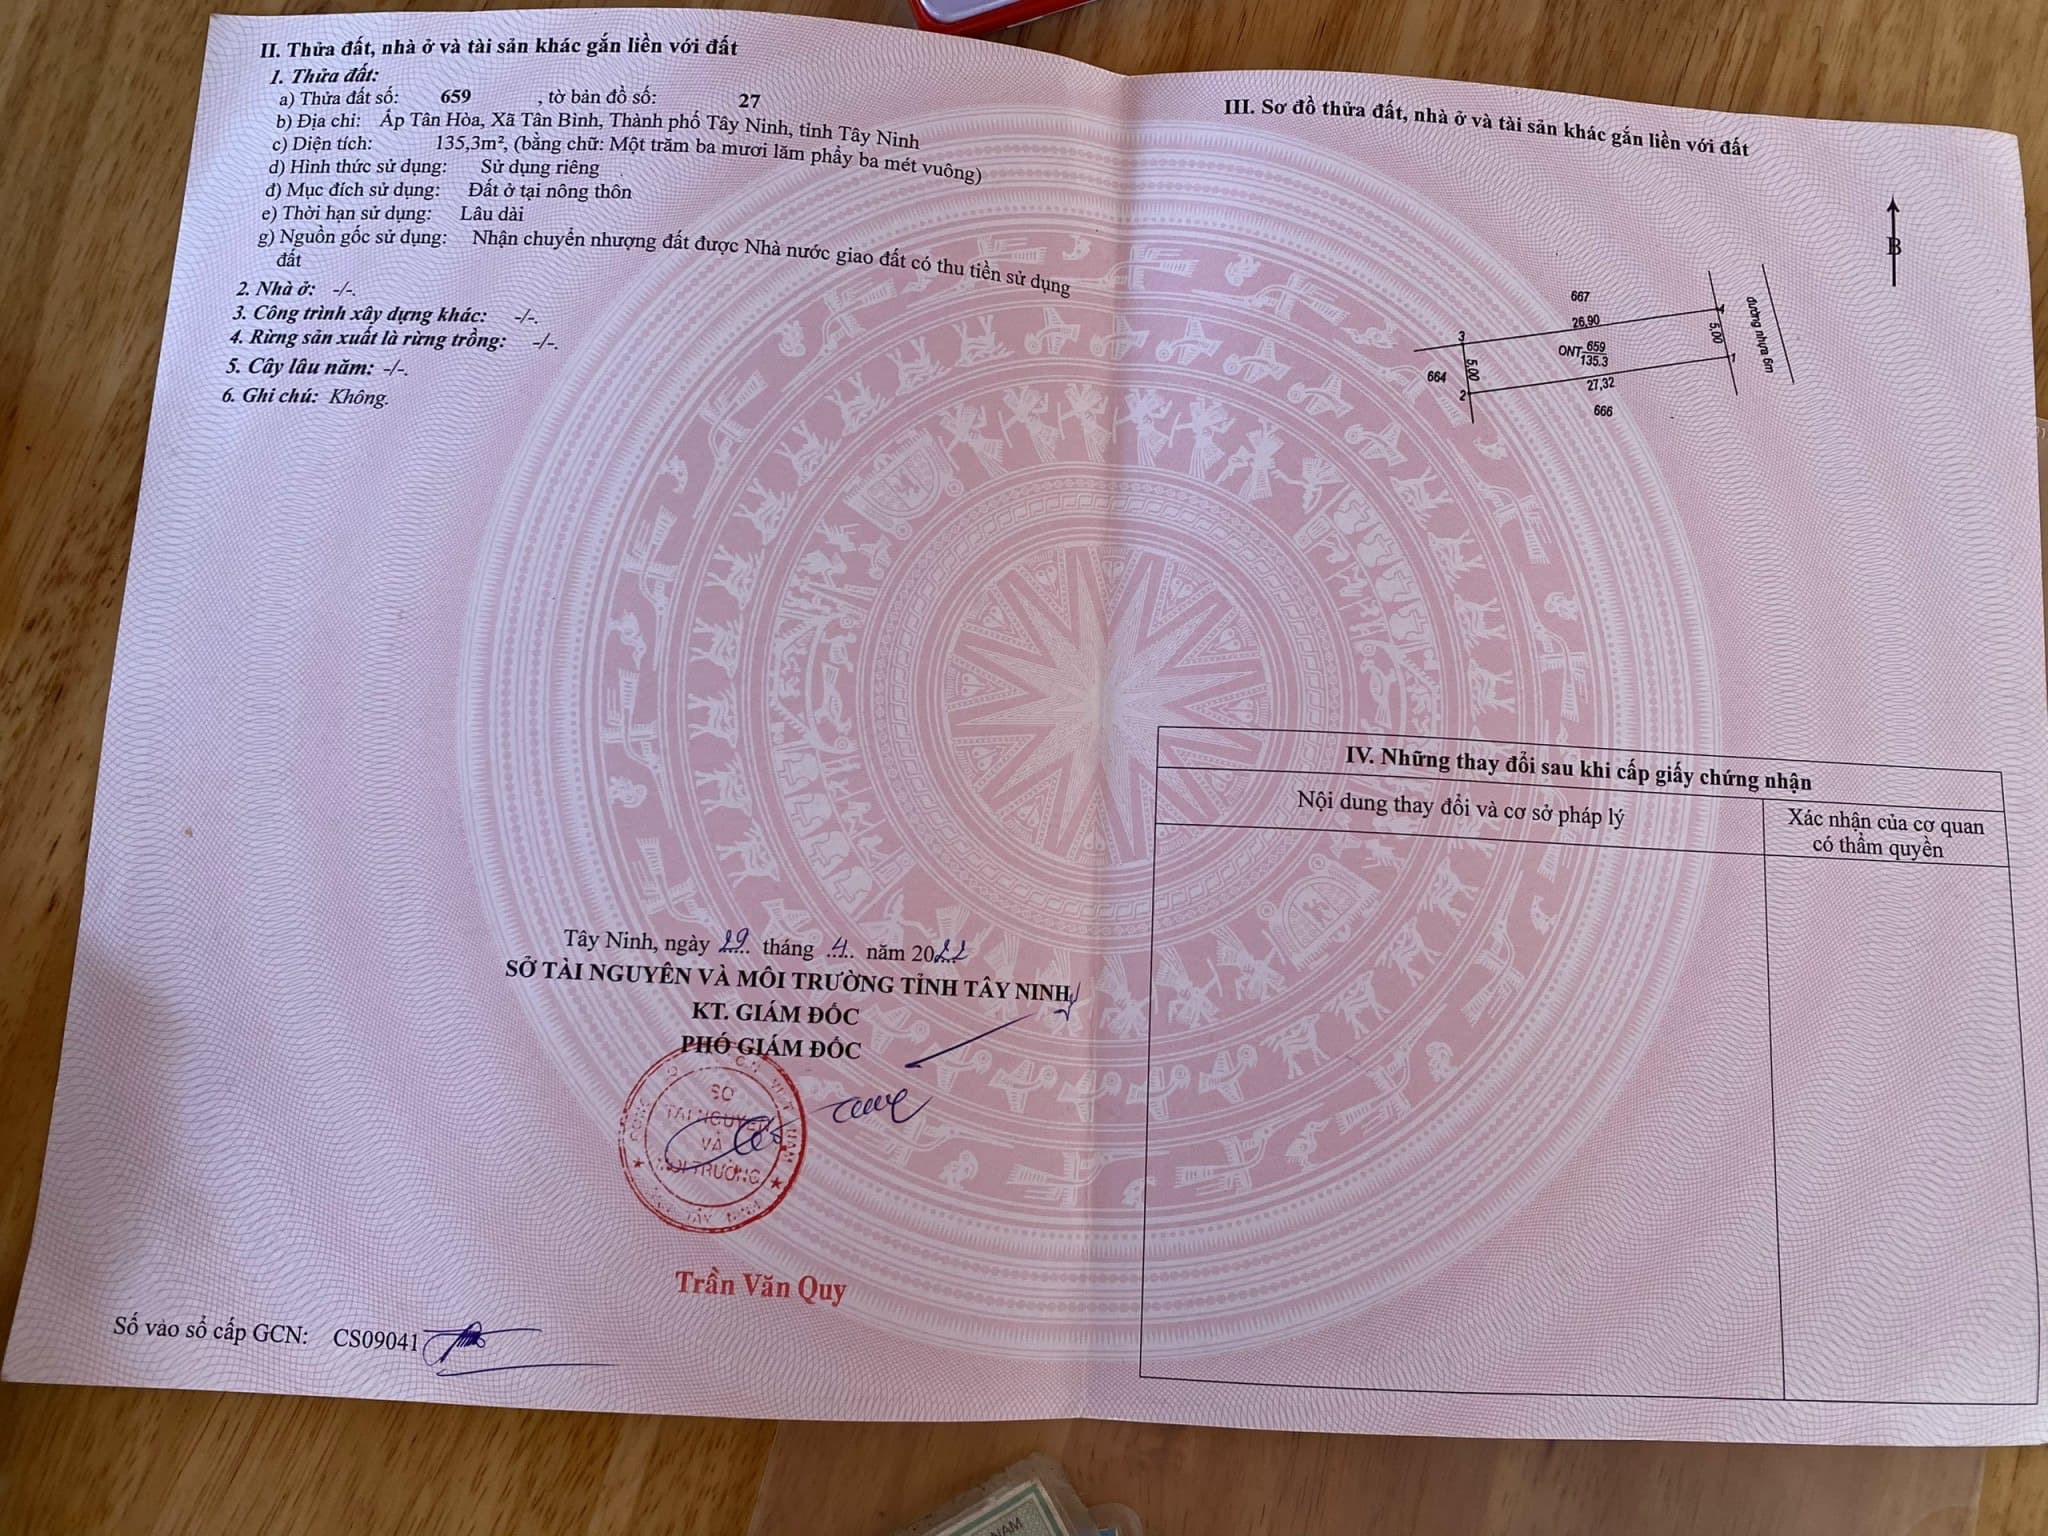 II. Thửa đất, nhà ở và tài sản khác gắn liền với đất
1. Thửa đất:
a) Thửa đất số: 659 , tờ bản đồ số: 27
b) Địa chỉ: Ấp Tân Hòa, Xã Tân Bình, Thành phố Tây Ninh, tỉnh Tây Ninh
c) Diện tích: 135,3m², (bằng chữ: Một trăm ba mươi lăm phẩy ba mét vuông)
d) Hình thức sử dụng: Sử dụng riêng
đ) Mục đích sử dụng: Đất ở tại nông thôn
e) Thời hạn sử dụng: Lâu dài
g) Nguồn gốc sử dụng: Nhận chuyển nhượng đất được Nhà nước giao đất có thu tiền sử dụng
đất
2. Nhà ở: -/-.
3. Công trình xây dựng khác: -/-.
4. Rừng sản xuất là rừng trồng: -/-.
5. Cây lâu năm: -/-.
6. Ghi chú: Không.
Tây Ninh, ngày 29 tháng 4 năm 2022
SỞ TÀI NGUYÊN VÀ MÔI TRƯỜNG TỈNH TÂY NINH
KT. GIÁM ĐỐC
PHÓ GIÁM ĐỐC
SỞ
TÀI NGUYÊN
VÀ
MÔI TRƯỜNG
Trần Văn Quy
Số vào sổ cấp GCN: CS09041
III. Sơ đồ thửa đất, nhà ở và tài sản khác gắn liền với đất
B
667
26,90
3
5,00
đường nhựa 6m
ONT 659
135.3
1
664
5,00
27,32
2
666
IV. Những thay đổi sau khi cấp giấy chứng nhận
Nội dung thay đổi và cơ sở pháp lý
Xác nhận của cơ quan
có thẩm quyền
NAM